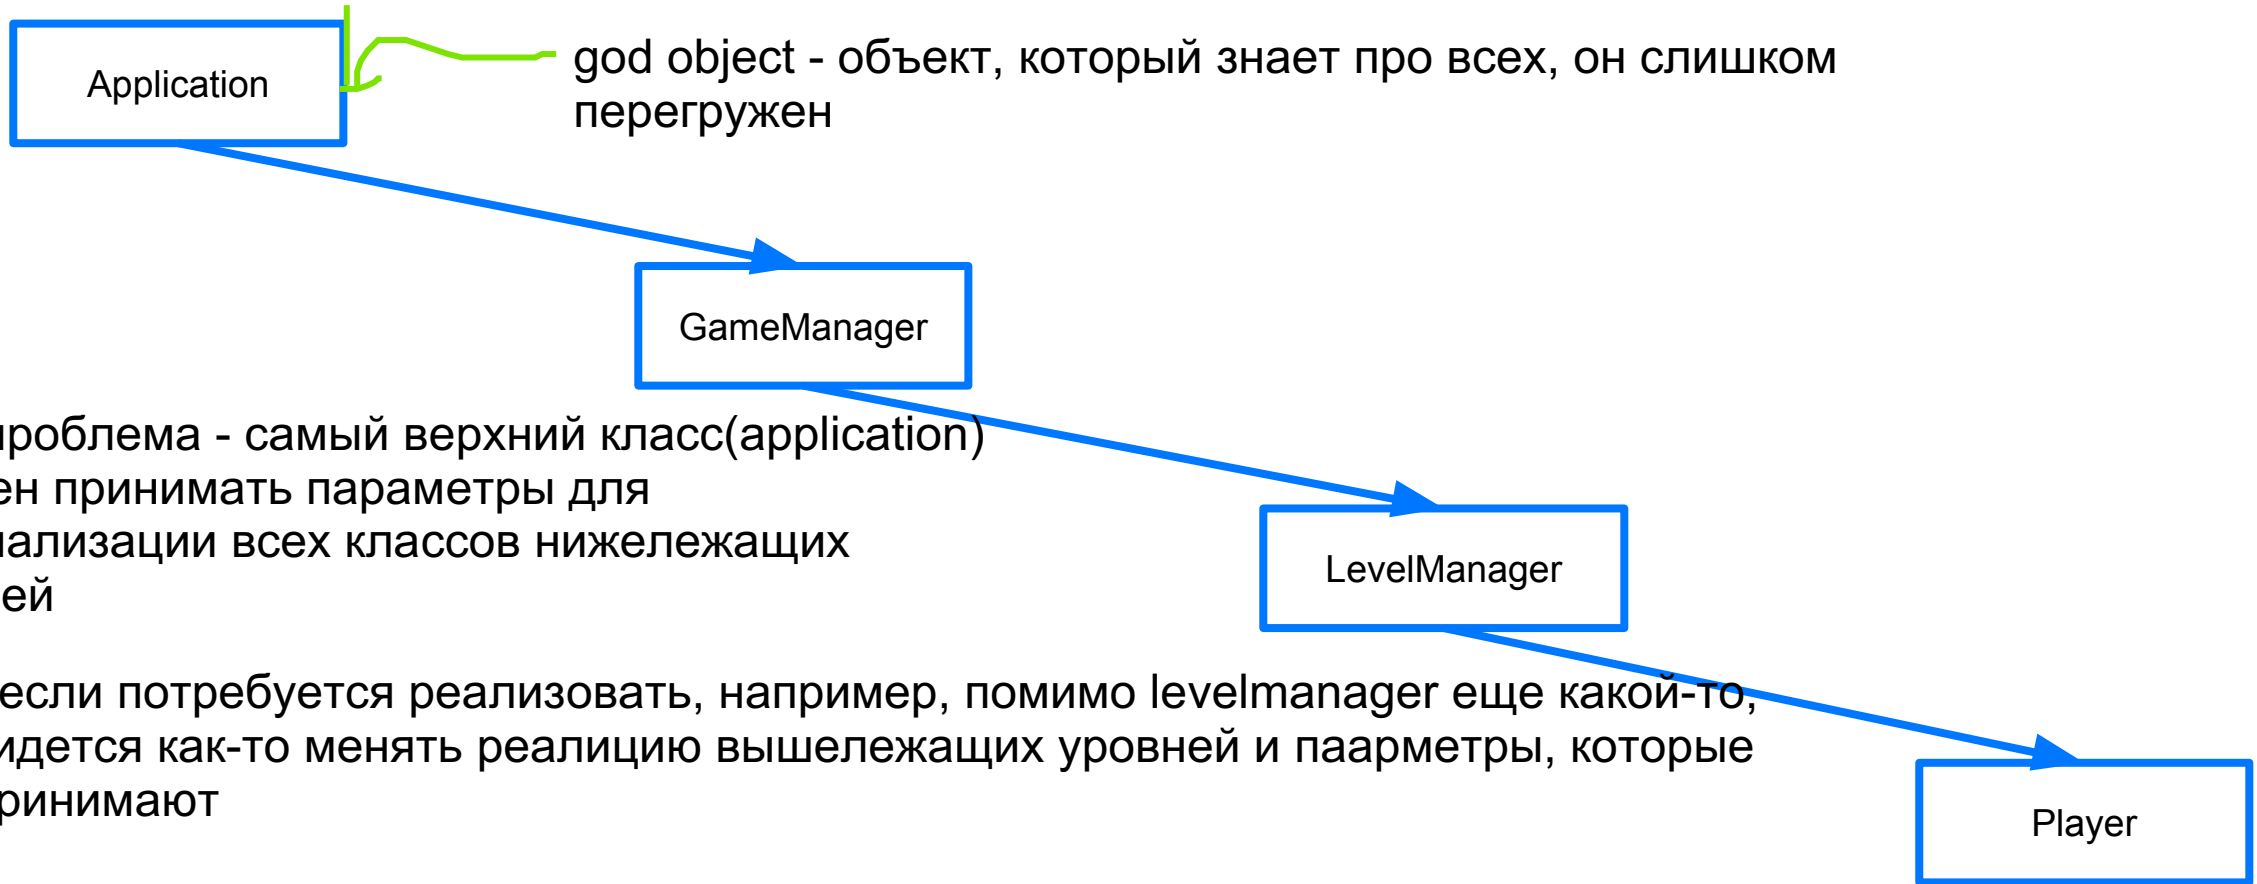 Application
god object - объект, который знает про всех, он слишком
перегружен
GameManager
проблема - самый верхний класс(application)
ен принимать параметры для
ализации всех классов нижележащих
ей
LevelManager
если потребуется реализовать, например, помимо levelmanager еще какой-то,
идется как-то менять реалицию вышележащих уровней и паарметры, которые
ринимают
Player